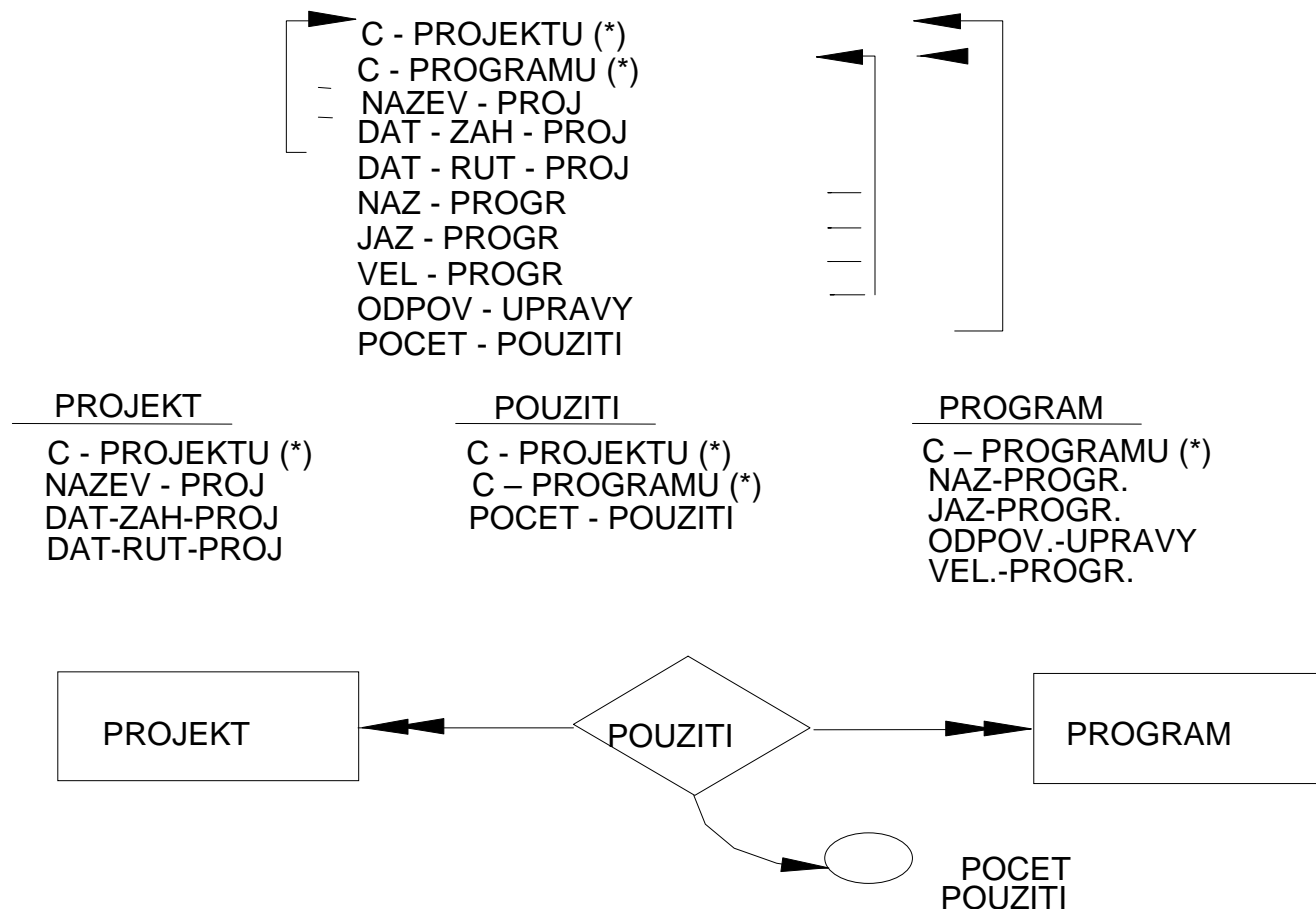 C - PROJEKTU (*)
C - PROGRAMU (*)
NAZEV - PROJ
DAT - ZAH - PROJ
DAT - RUT - PROJ
NAZ - PROGR
JAZ - PROGR
VEL - PROGR
ODPOV - UPRAVY
POCET - POUZITI
PROJEKT
C - PROJEKTU (*)
NAZEV - PROJ
DAT-ZAH-PROJ
DAT-RUT-PROJ
POUZITI
C - PROJEKTU (*)
C – PROGRAMU (*)
POCET - POUZITI
PROGRAM
C – PROGRAMU (*)
NAZ-PROGR.
JAZ-PROGR.
ODPOV.-UPRAVY
VEL.-PROGR.
PROJEKT
POUZITI
PROGRAM
POCET
POUZITI